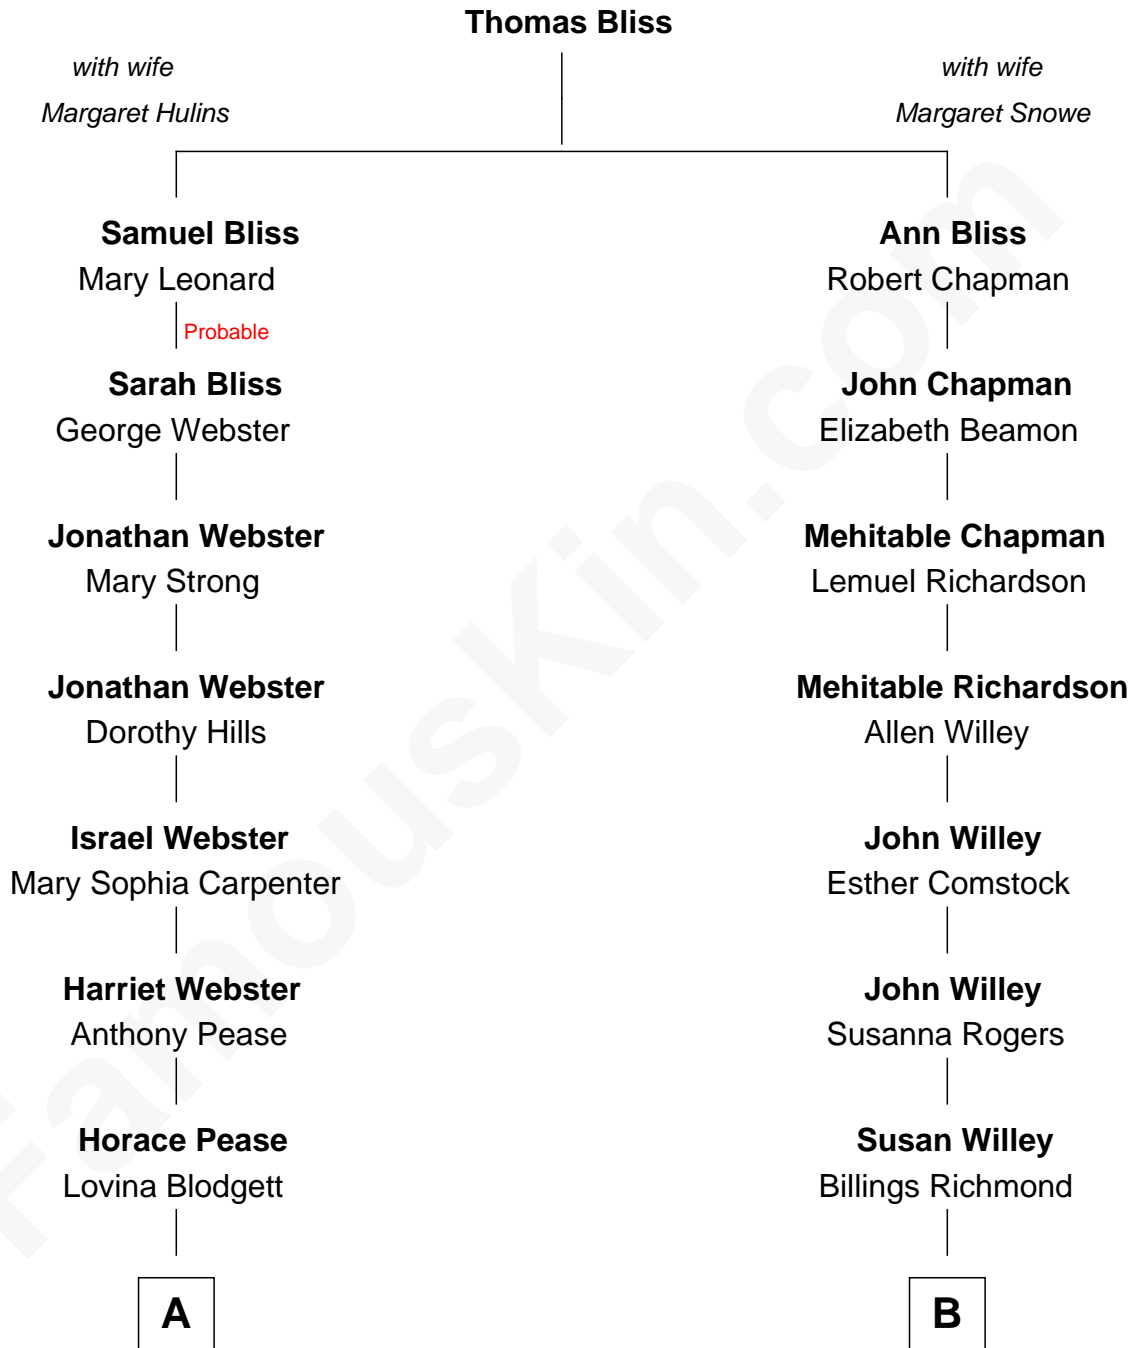 Thomas Bliss
with wife
Margaret Hulins
with wife
Margaret Snowe
Samuel Bliss
Mary Leonard
Probable
Sarah Bliss
George Webster
Jonathan Webster
Mary Strong
Jonathan Webster
Dorothy Hills
Israel Webster
Mary Sophia Carpenter
Harriet Webster
Anthony Pease
Horace Pease
Lovina Blodgett
A
Ann Bliss
Robert Chapman
John Chapman
Elizabeth Beamon
Mehitable Chapman
Lemuel Richardson
Mehitable Richardson
Allen Willey
John Willey
Esther Comstock
John Willey
Susanna Rogers
Susan Willey
Billings Richmond
B
FamousKin.com